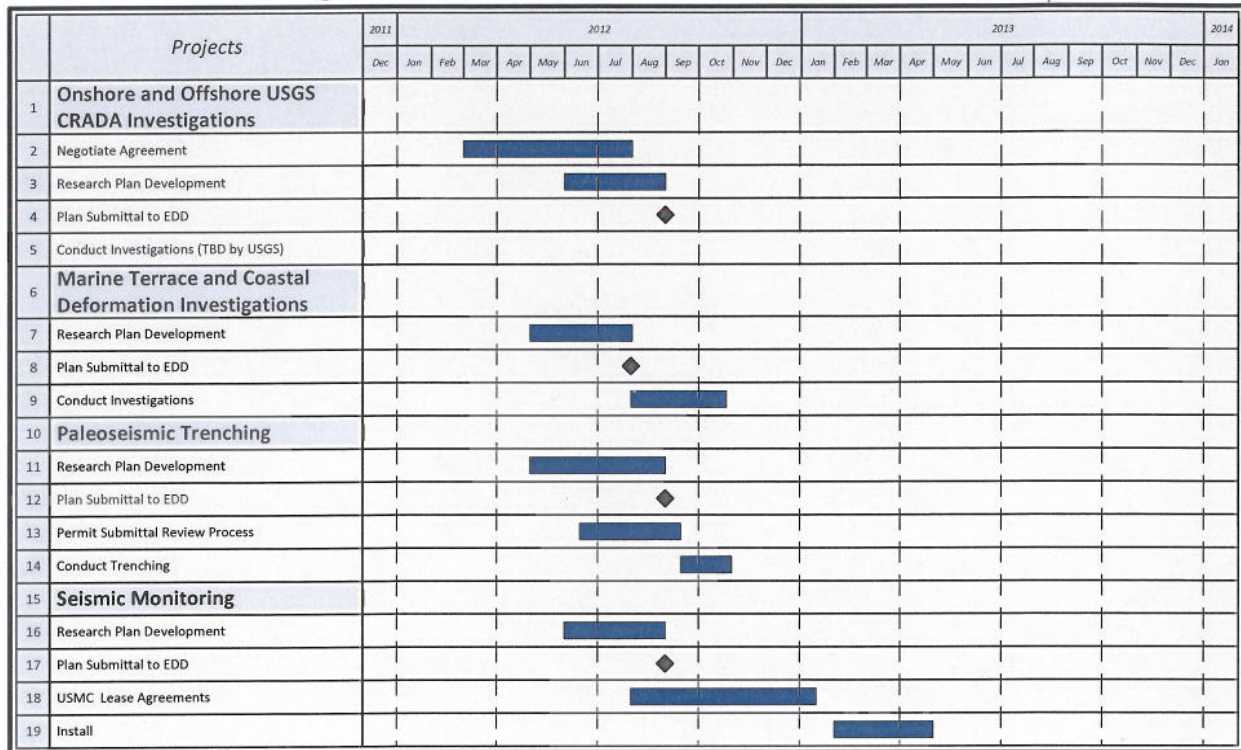 2011 2012 2013 2014
Projects
Dec Jan Feb Mar Apr May Jun Jul Aug Sep Oct Nov Dec Jan Feb Mar Apr May Jun Jul Aug Sep Oct Nov Dec Jan
1 Onshore and Offshore USGS
CRADA Investigations
2 Negotiate Agreement
3 Research Plan Development
4 Plan Submittal to EDD
5 Conduct Investigations (TBD by USGS)
6 Marine Terrace and Coastal
Deformation Investigations
7 Research Plan Development
8 Plan Submittal to EDD
9 Conduct Investigations
10 Paleoseismic Trenching
11 Research Plan Development
12 Plan Submittal to EDD
13 Permit Submittal Review Process
14 Conduct Trenching
15 Seismic Monitoring
16 Research Plan Development
17 Plan Submittal to EDD
18 USMC Lease Agreements
19 Install